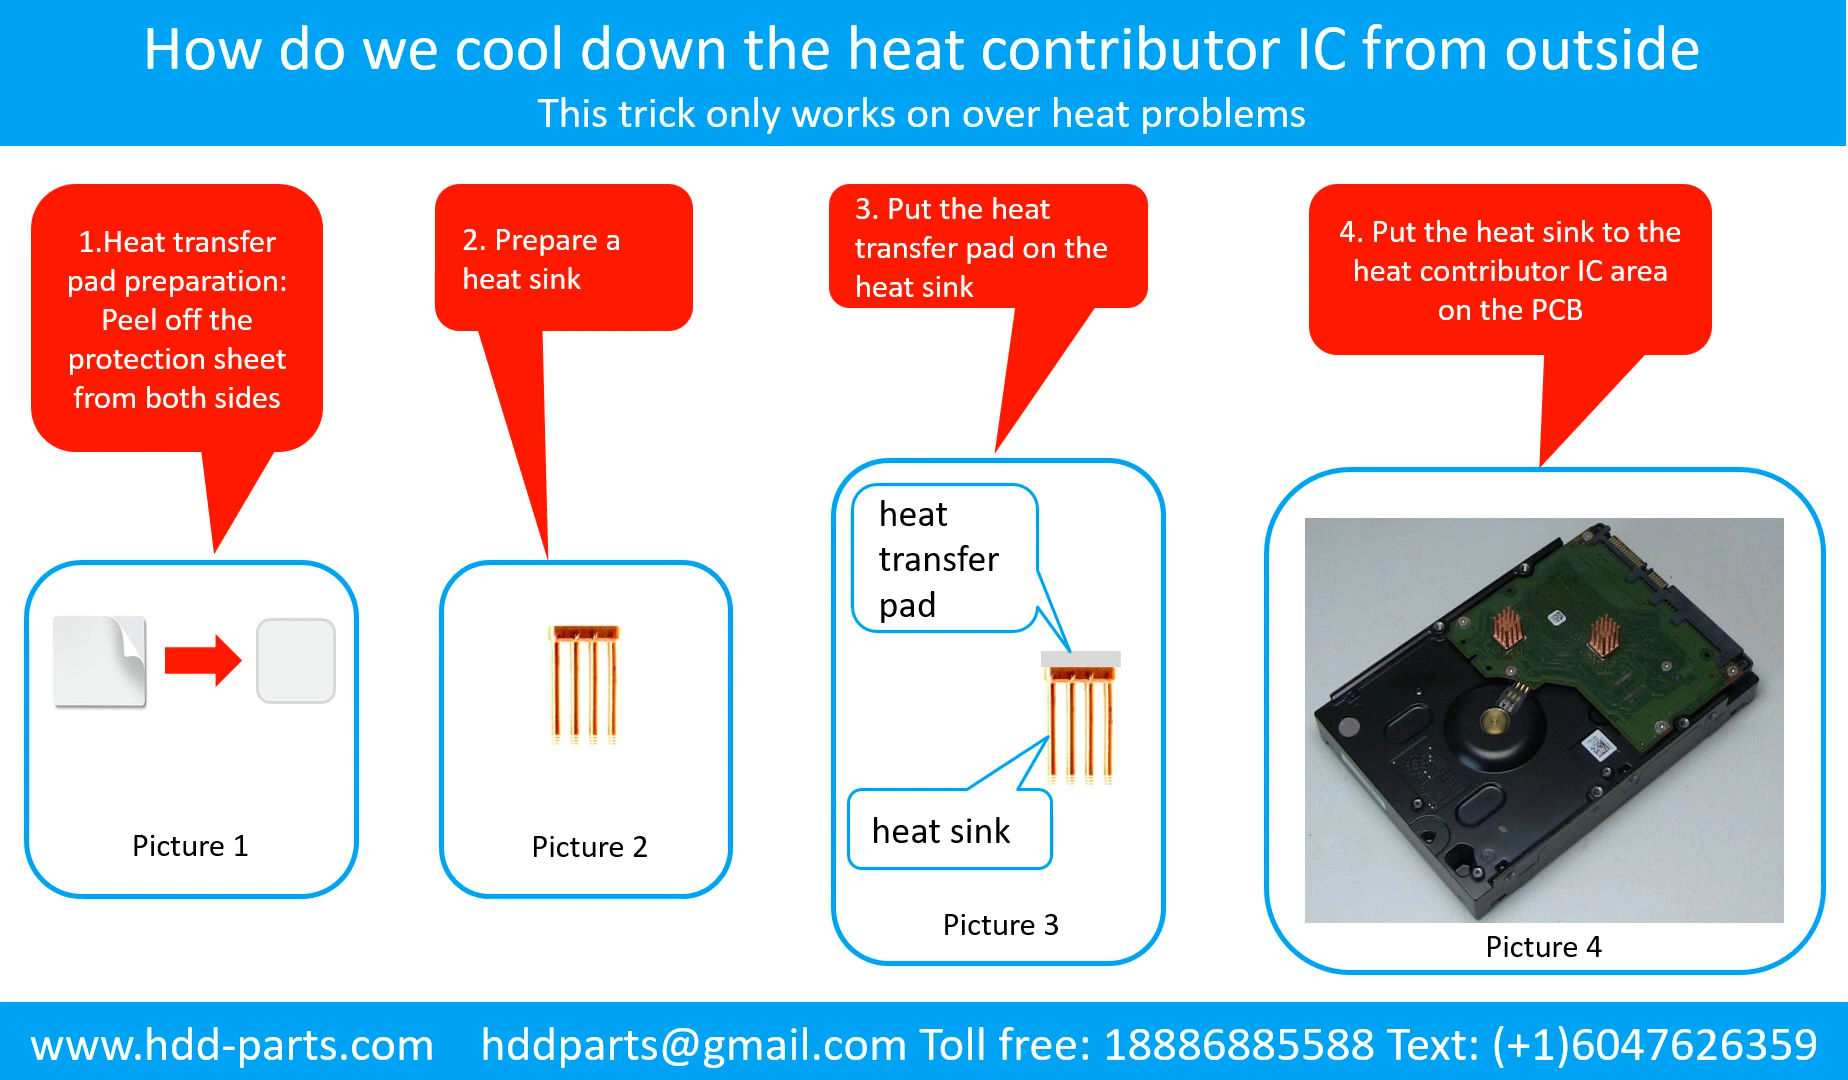 How do we cool down the heat contributor IC from outside
This trick only works on over heat problems
1.Heat transfer
pad preparation:
Peel off the
protection sheet
from both sides
2. Prepare a
heat sink
3. Put the heat
transfer pad on the
heat sink
4. Put the heat sink to the
heat contributor IC area
on the PCB
Picture 1
Picture 2
heat
transfer
pad
heat sink
Picture 3
Picture 4
www.hdd-parts.com hddparts@gmail.com Toll free: 18886885588 Text: (+1)6047626359